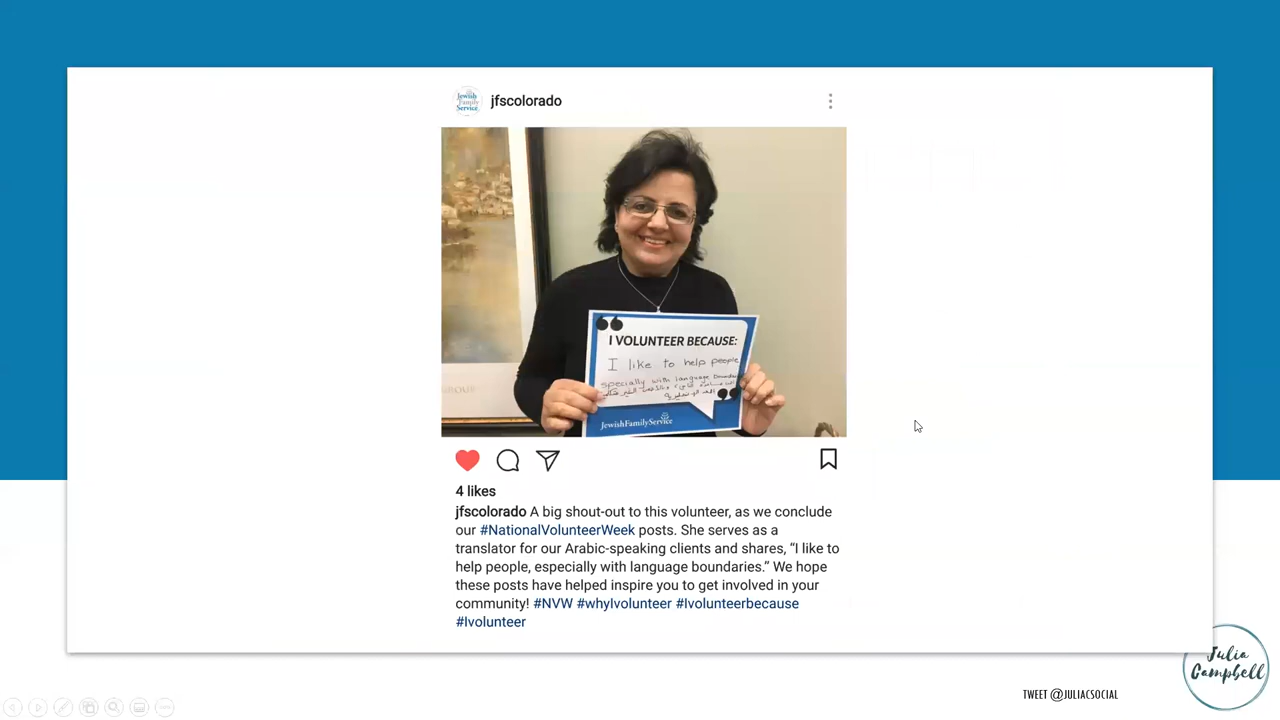 Jewish
Family
Service
jfscolorado
“
I VOLUNTEER BECAUSE:
I like to help people
specially with language boundaries
”
JewishFamilyService
4 likes
jfscolorado A big shout-out to this volunteer, as we conclude
our #NationalVolunteerWeek posts. She serves as a
translator for our Arabic-speaking clients and shares, “I like to
help people, especially with language boundaries.” We hope
these posts have helped inspire you to get involved in your
community! #NVW #whyIvolunteer #Ivolunteerbecause
#Ivolunteer
Julia
Campbell
TWEET @JULIACSOCIAL